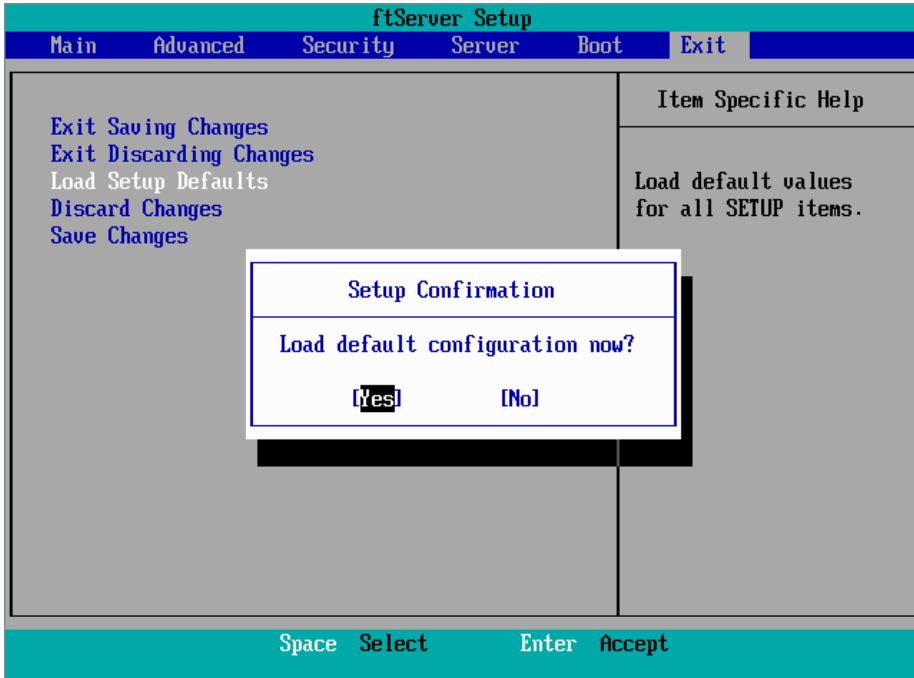 ftServer Setup
Main Advanced Security Server Boot Exit
Item Specific Help
Exit Saving Changes
Exit Discarding Changes
Load Setup Defaults
Discard Changes
Save Changes
Load default values
for all SETUP items.
Setup Confirmation
Load default configuration now?
[Yes] [No]
Space Select Enter Accept